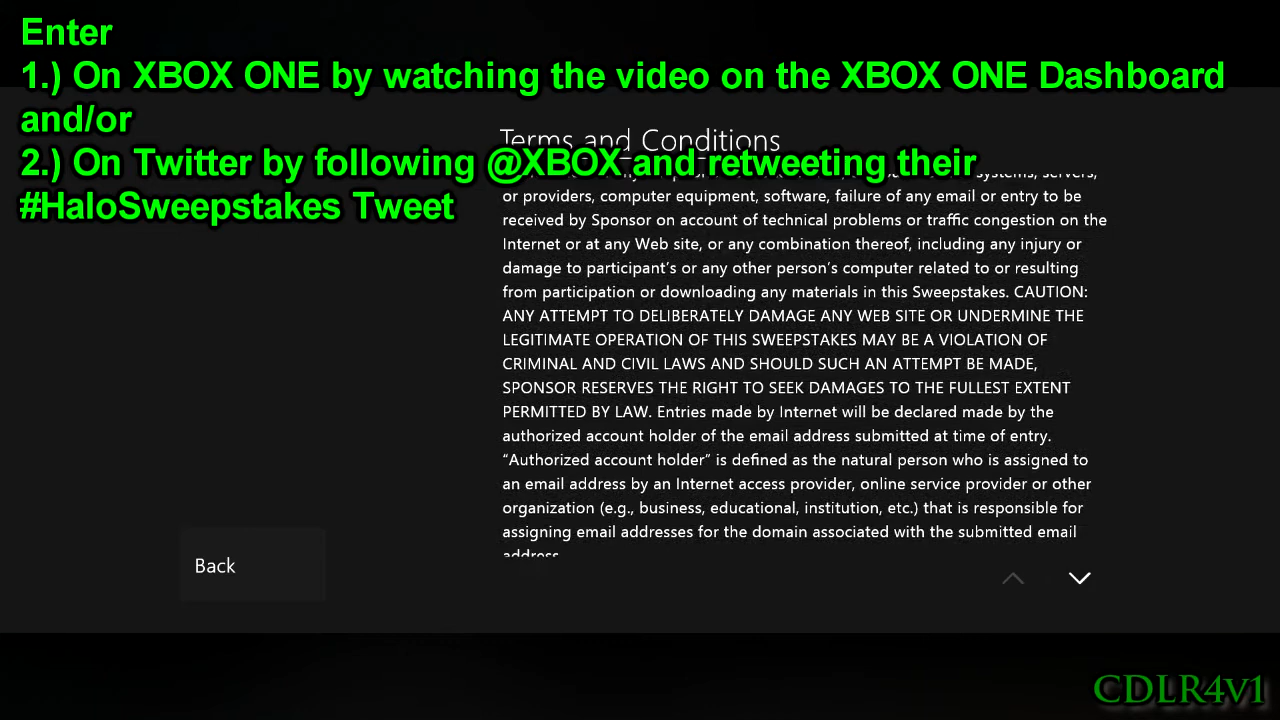 Enter
1.) On XBOX ONE by watching the video on the XBOX ONE Dashboard
and/or
2.) On Twitter by following @XBOX and retweeting their
#HaloSweepstakes Tweet
Terms and Conditions
systems, servers,
or providers, computer equipment, software, failure of any email or entry to be
received by Sponsor on account of technical problems or traffic congestion on the
Internet or at any Web site, or any combination thereof, including any injury or
damage to participant's or any other person's computer related to or resulting
from participation or downloading any materials in this Sweepstakes. CAUTION:
ANY ATTEMPT TO DELIBERATELY DAMAGE ANY WEB SITE OR UNDERMINE THE
LEGITIMATE OPERATION OF THIS SWEEPSTAKES MAY BE A VIOLATION OF
CRIMINAL AND CIVIL LAWS AND SHOULD SUCH AN ATTEMPT BE MADE,
SPONSOR RESERVES THE RIGHT TO SEEK DAMAGES TO THE FULLEST EXTENT
PERMITTED BY LAW. Entries made by Internet will be declared made by the
authorized account holder of the email address submitted at time of entry.
“Authorized account holder” is defined as the natural person who is assigned to
an email address by an Internet access provider, online service provider or other
organization (e.g., business, educational, institution, etc.) that is responsible for
assigning email addresses for the domain associated with the submitted email
address.
Back
CDLR4v1